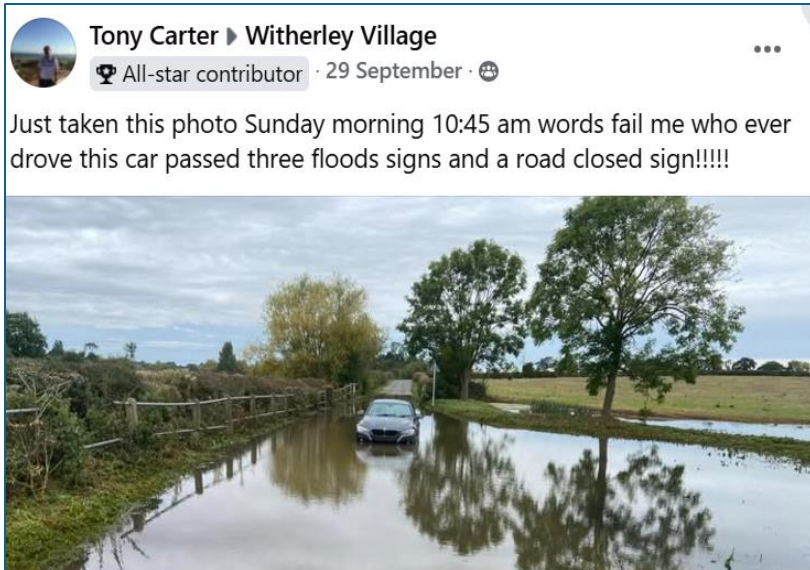 Tony Carter Witherley Village
All-star contributor · 29 September ·
Just taken this photo Sunday morning 10:45 am words fail me who ever
drove this car passed three floods signs and a road closed sign!!!!!